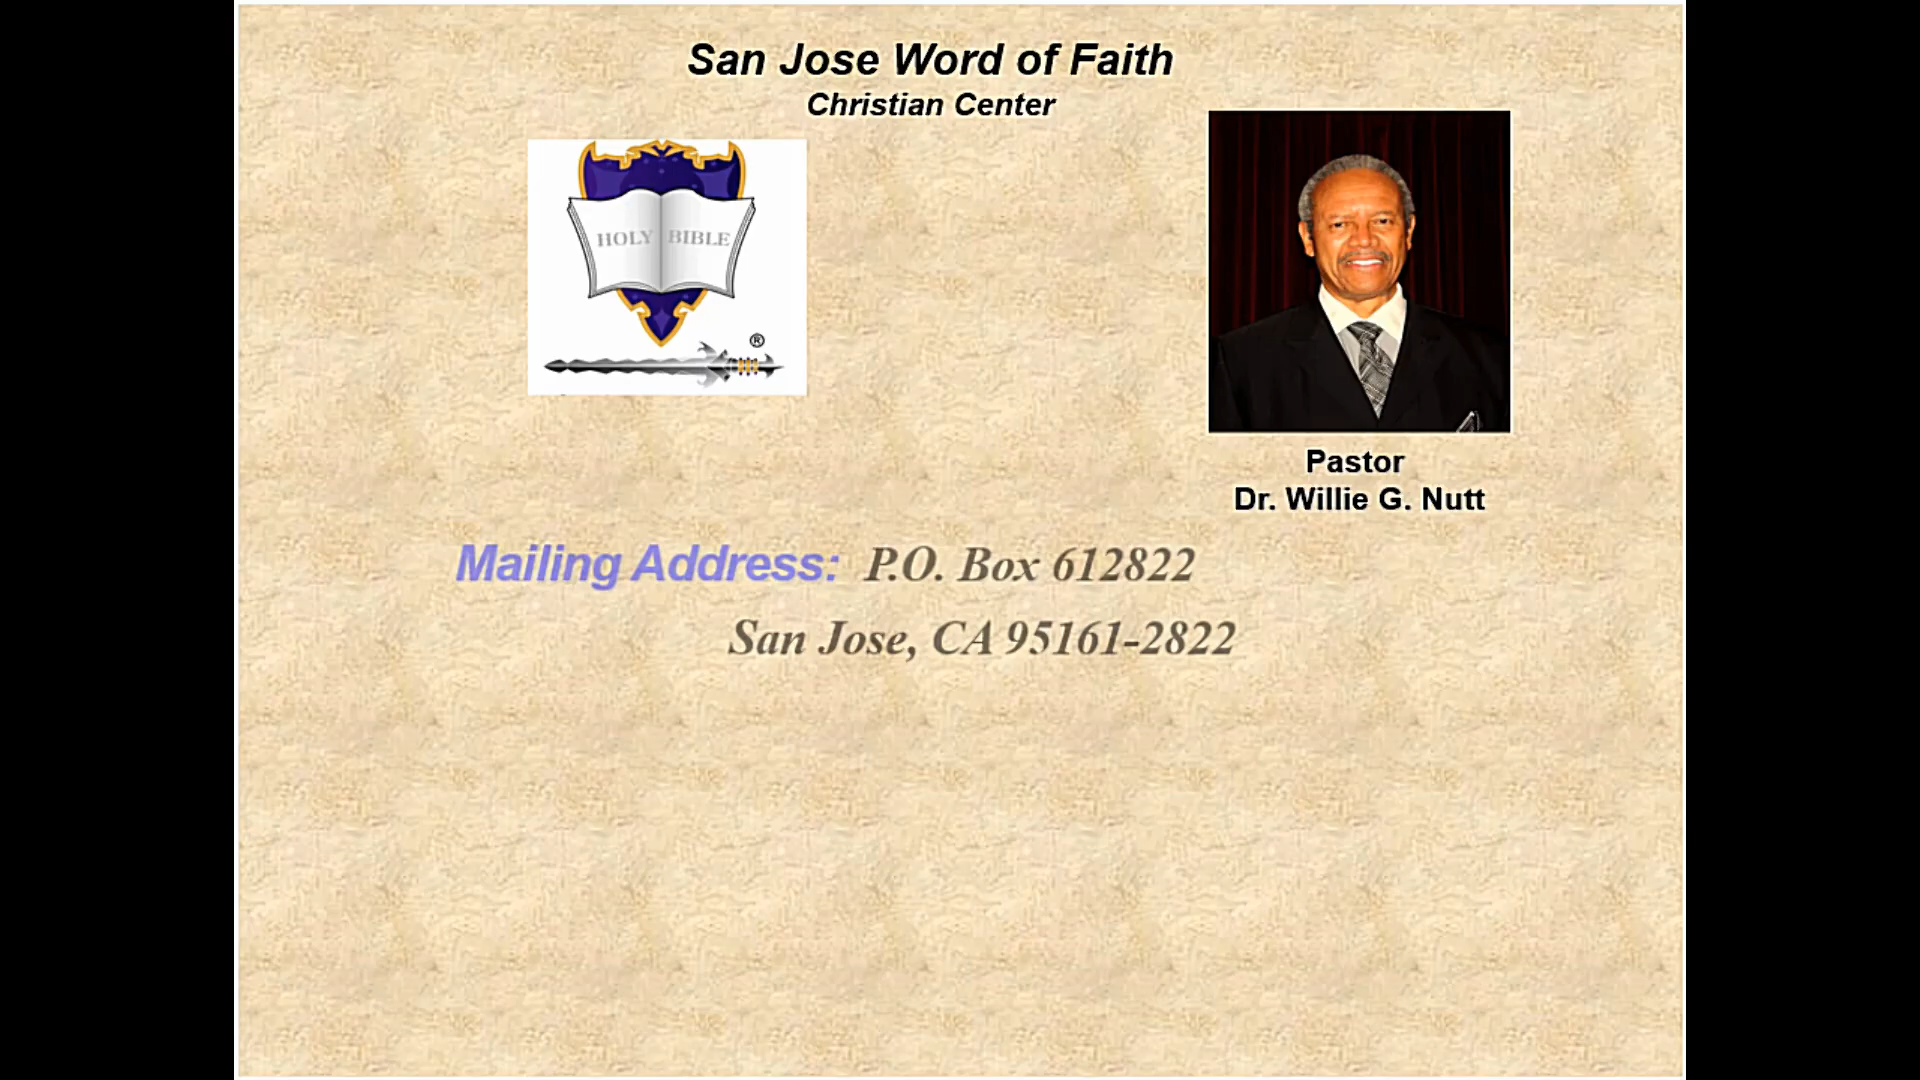 San Jose Word of Faith
Christian Center
HOLY BIBLE
®
Pastor
Dr. Willie G. Nutt
Mailing Address: P.O. Box 612822
San Jose, CA 95161-2822